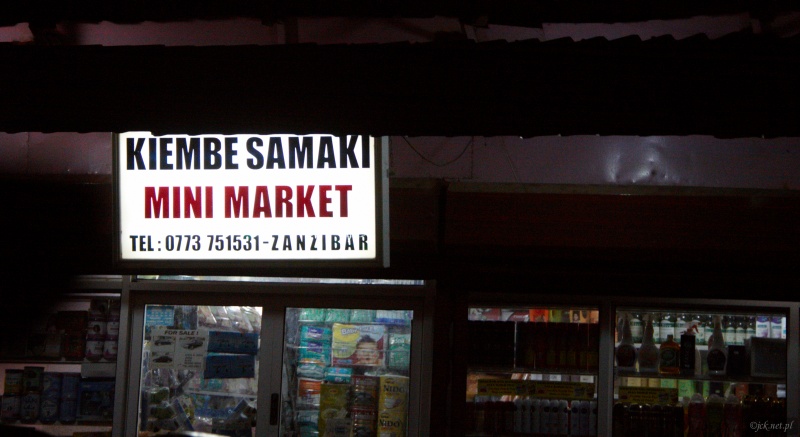 KIEMBE SAMAKI
MINI MARKET
TEL : 0773 751531 - ZANZIBAR
FOR SALE
©jck.net.pl